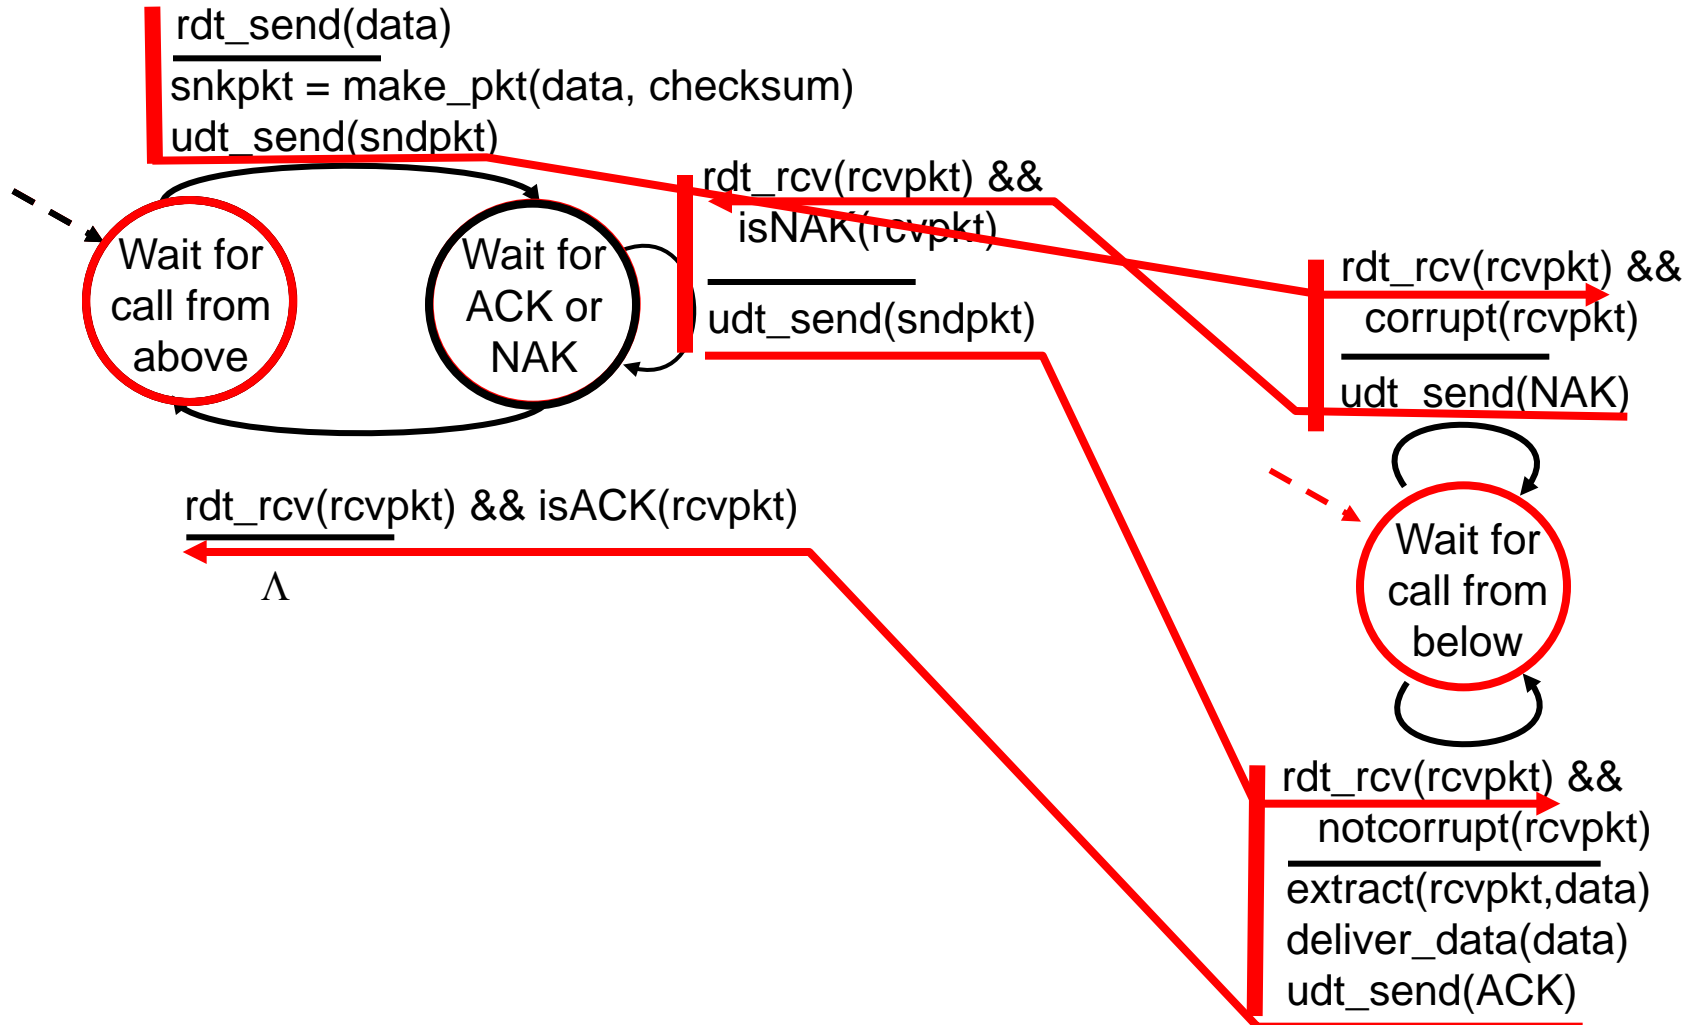 rdt_send(data)
snkpkt = make_pkt(data, checksum)
udt_send(sndpkt)
Wait for
call from
above
Wait for
ACK or
NAK
rdt_rcv(rcvpkt) &&
isNAK(rcvpkt)
udt_send(sndpkt)
rdt_rcv(rcvpkt) && isACK(rcvpkt)
Λ
rdt_rcv(rcvpkt) &&
corrupt(rcvpkt)
udt_send(NAK)
Wait for
call from
below
rdt_rcv(rcvpkt) &&
notcorrupt(rcvpkt)
extract(rcvpkt,data)
deliver_data(data)
udt_send(ACK)